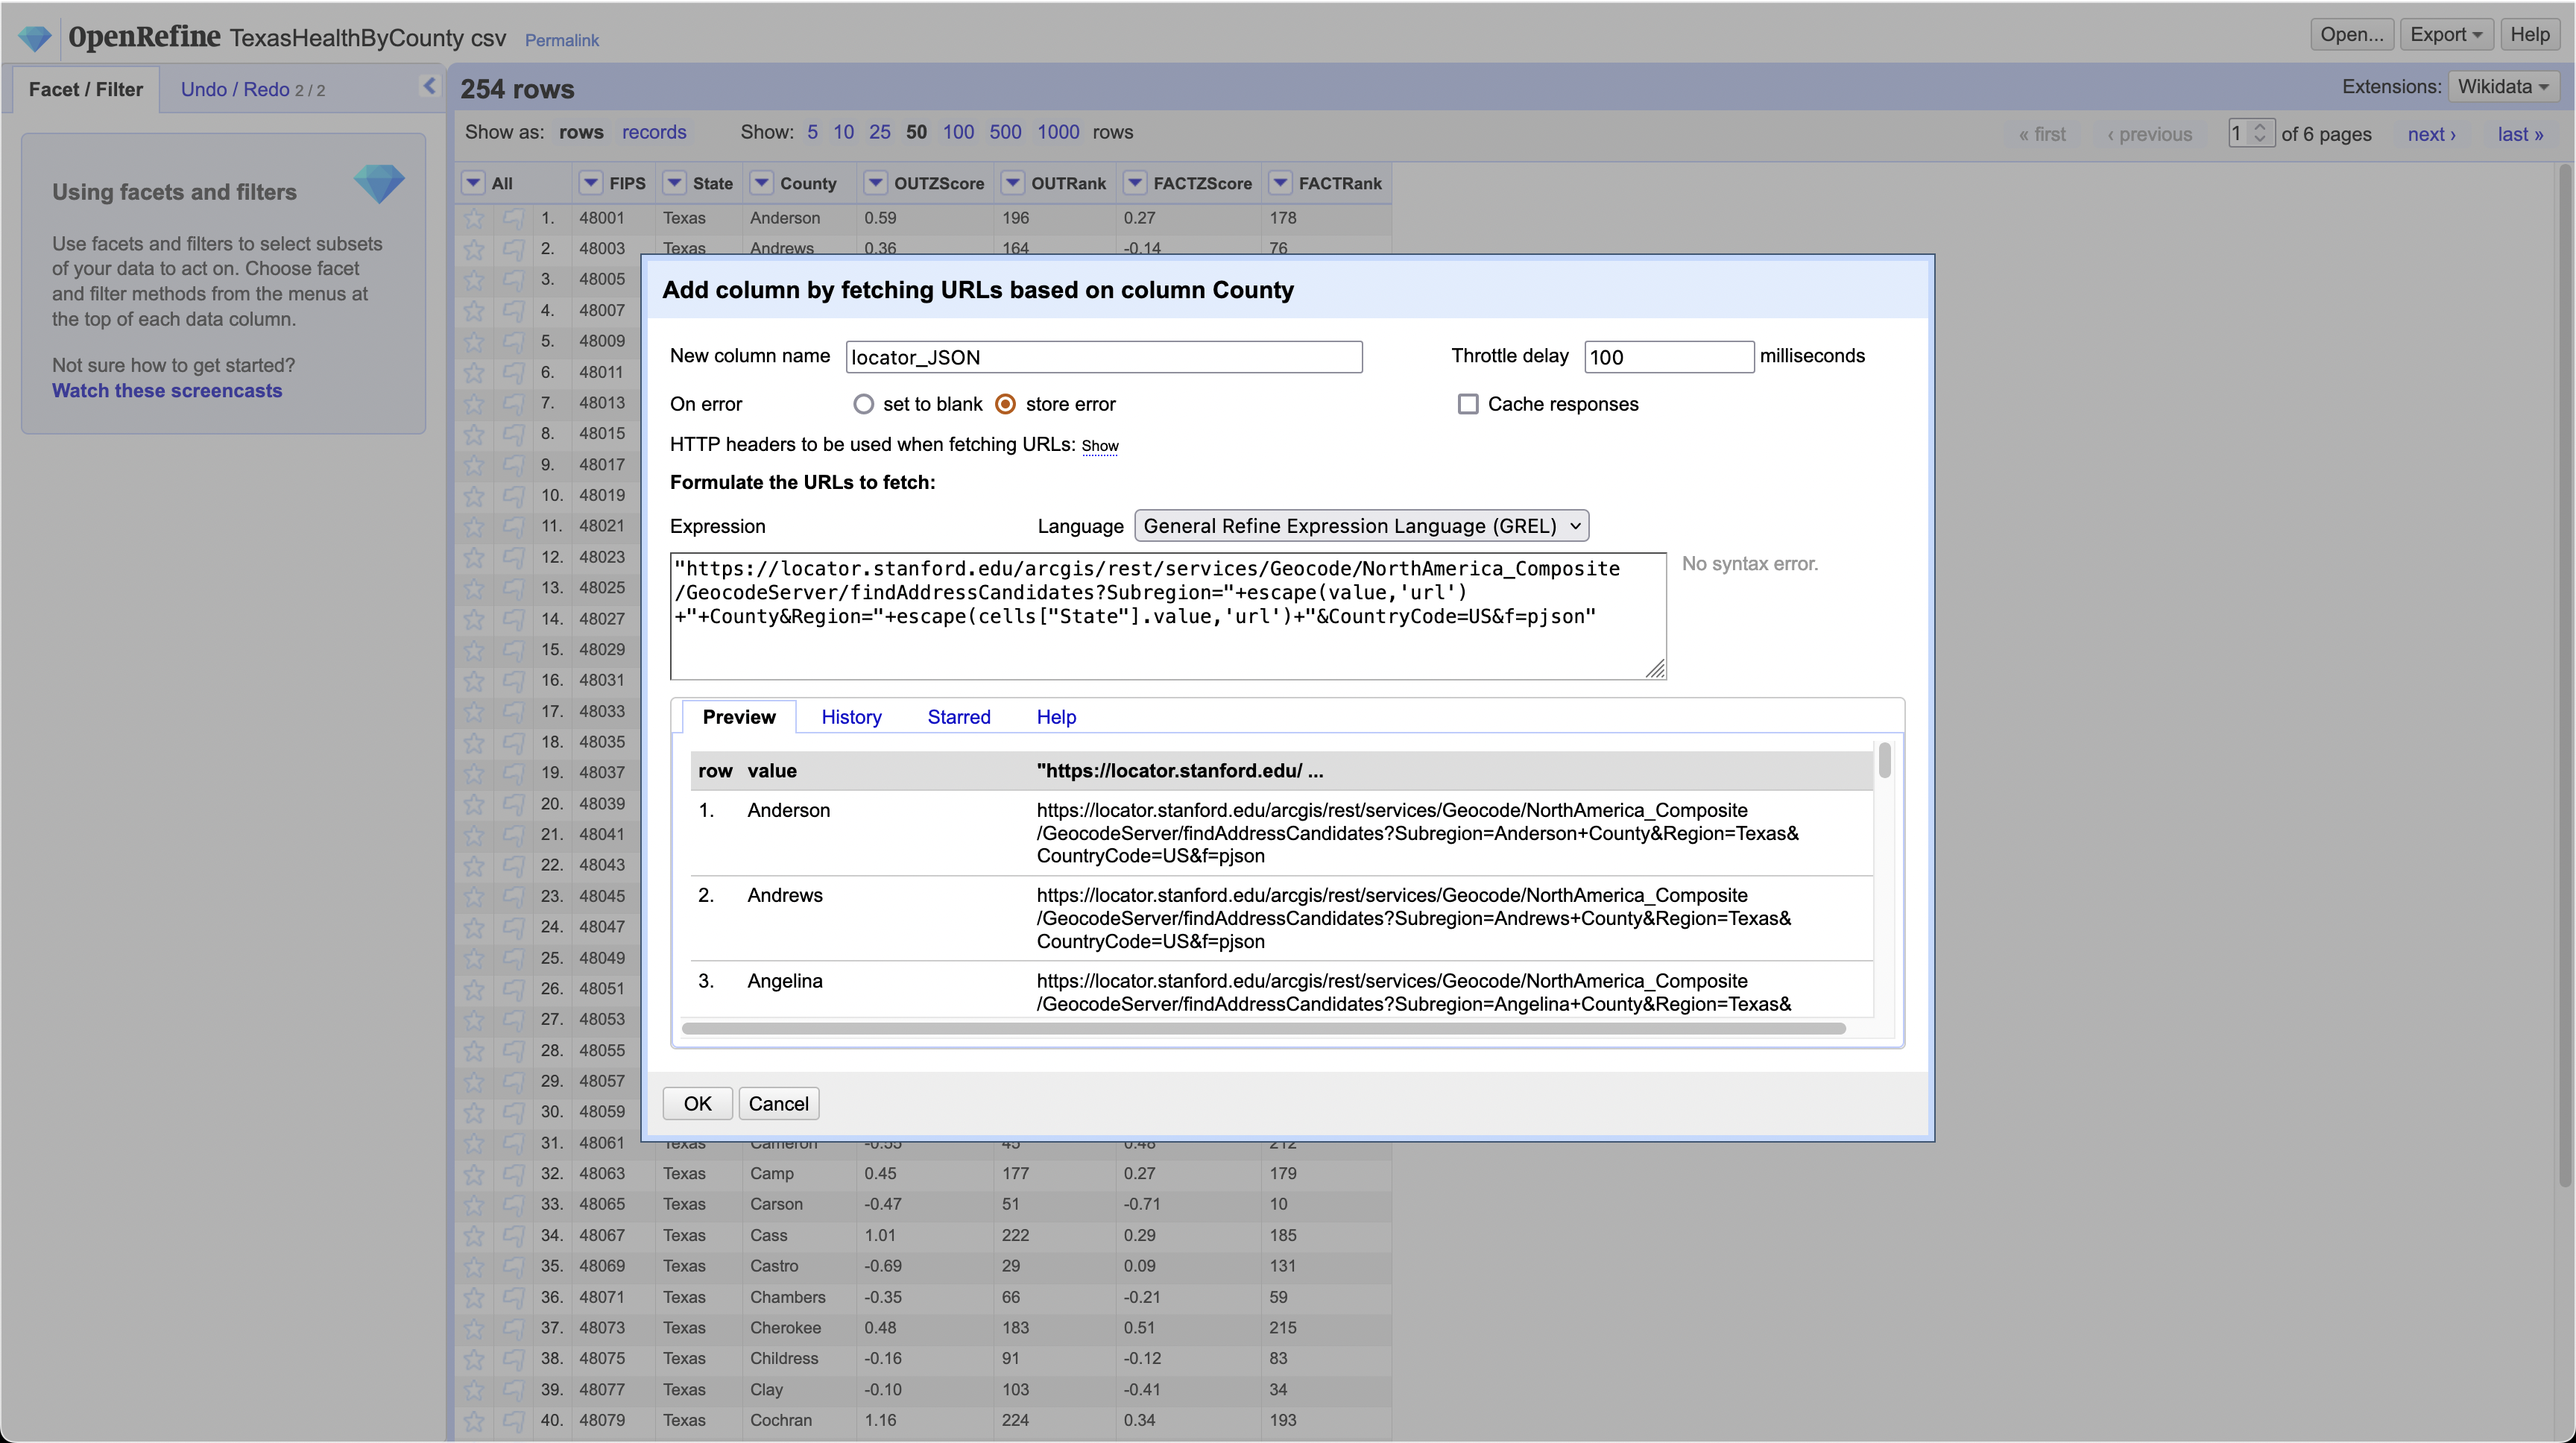 OpenRefine TexasHealthByCounty csv Permalink
Open... Export Help
Facet / Filter Undo / Redo 2 / 2
254 rows
Extensions: Wikidata
Show as: rows records Show: 5 10 25 50 100 500 1000 rows
« first ‹ previous 1 of 6 pages next › last »
Using facets and filters
Use facets and filters to select subsets
of your data to act on. Choose facet
and filter methods from the menus at
the top of each data column.
Not sure how to get started?
Watch these screencasts
All FIPS State County OUTZScore OUTRank FACTZScore FACTRank
1. 48001 Texas Anderson 0.59 196 0.27 178
2. 48003 Texas Andrews 0.36 164 -0.14 76
3. 48005
4. 48007
5. 48009
6. 48011
7. 48013
8. 48015
9. 48017
10. 48019
11. 48021
12. 48023
13. 48025
14. 48027
15. 48029
16. 48031
17. 48033
18. 48035
19. 48037
20. 48039
21. 48041
22. 48043
23. 48045
24. 48047
25. 48049
26. 48051
27. 48053
28. 48055
29. 48057
30. 48059
31. 48061 Texas Cameron -0.55 45 0.48 212
32. 48063 Texas Camp 0.45 177 0.27 179
33. 48065 Texas Carson -0.47 51 -0.71 10
34. 48067 Texas Cass 1.01 222 0.29 185
35. 48069 Texas Castro -0.69 29 0.09 131
36. 48071 Texas Chambers -0.35 66 -0.21 59
37. 48073 Texas Cherokee 0.48 183 0.51 215
38. 48075 Texas Childress -0.16 91 -0.12 83
39. 48077 Texas Clay -0.10 103 -0.41 34
40. 48079 Texas Cochran 1.16 224 0.34 193
Add column by fetching URLs based on column County
New column name locator_JSON Throttle delay 100 milliseconds
On error set to blank store error Cache responses
HTTP headers to be used when fetching URLs: Show
Formulate the URLs to fetch:
Expression Language General Refine Expression Language (GREL)
"https://locator.stanford.edu/arcgis/rest/services/Geocode/NorthAmerica_Composite
/GeocodeServer/findAddressCandidates?Subregion="+escape(value,'url')
+"+County&Region="+escape(cells["State"].value,'url')+"&CountryCode=US&f=pjson"
No syntax error.
Preview History Starred Help
row value "https://locator.stanford.edu/ ...
1. Anderson https://locator.stanford.edu/arcgis/rest/services/Geocode/NorthAmerica_Composite
/GeocodeServer/findAddressCandidates?Subregion=Anderson+County&Region=Texas&
CountryCode=US&f=pjson
2. Andrews https://locator.stanford.edu/arcgis/rest/services/Geocode/NorthAmerica_Composite
/GeocodeServer/findAddressCandidates?Subregion=Andrews+County&Region=Texas&
CountryCode=US&f=pjson
3. Angelina https://locator.stanford.edu/arcgis/rest/services/Geocode/NorthAmerica_Composite
/GeocodeServer/findAddressCandidates?Subregion=Angelina+County&Region=Texas&
OK Cancel